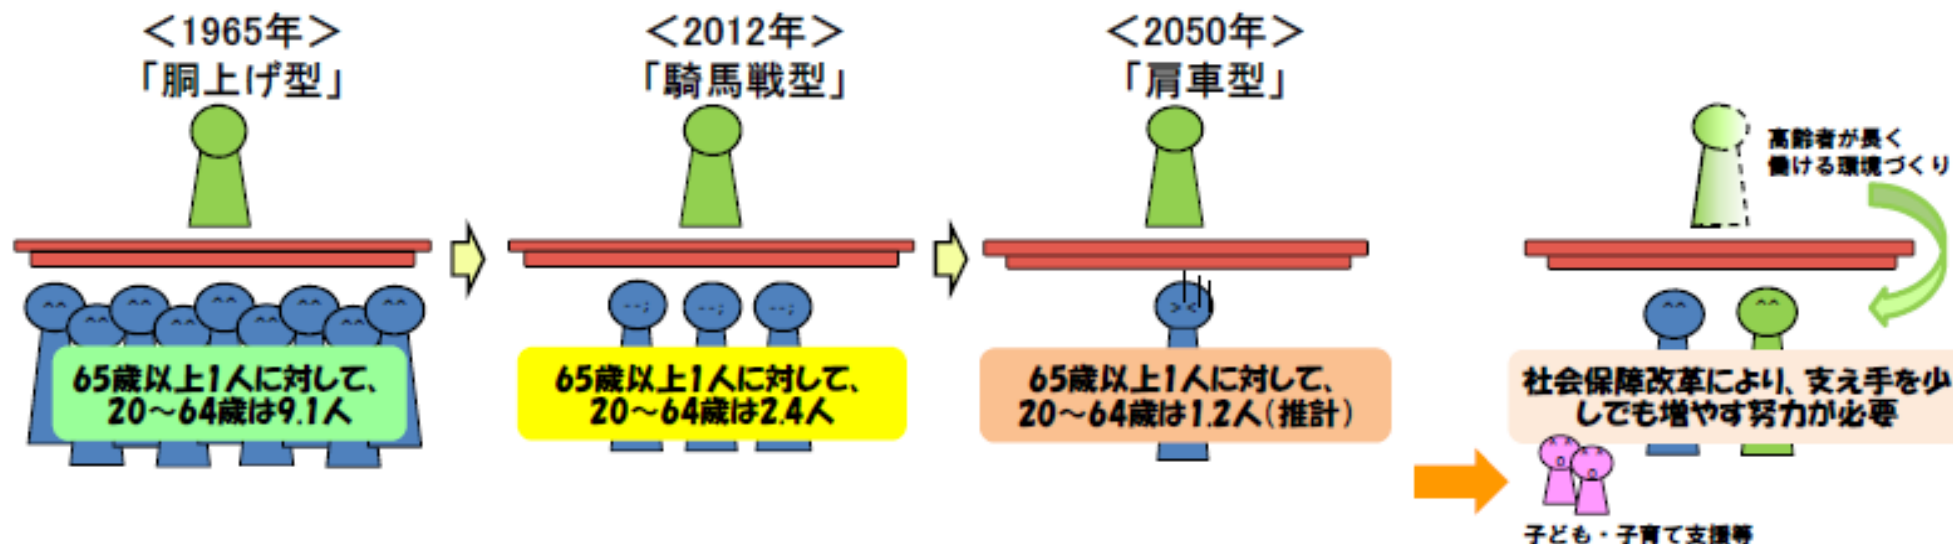 ＜1965年＞
「胴上げ型」
65歳以上1人に対して、
20～64歳は9.1人
＜2012年＞
「騎馬戦型」
--;
--;
--;
65歳以上1人に対して、
20～64歳は2.4人
＜2050年＞
「肩車型」
><
65歳以上1人に対して、
20～64歳は1.2人（推計）
高齢者が長く
働ける環境づくり
社会保障改革により、支え手を少
しでも増やす努力が必要
子ども・子育て支援等